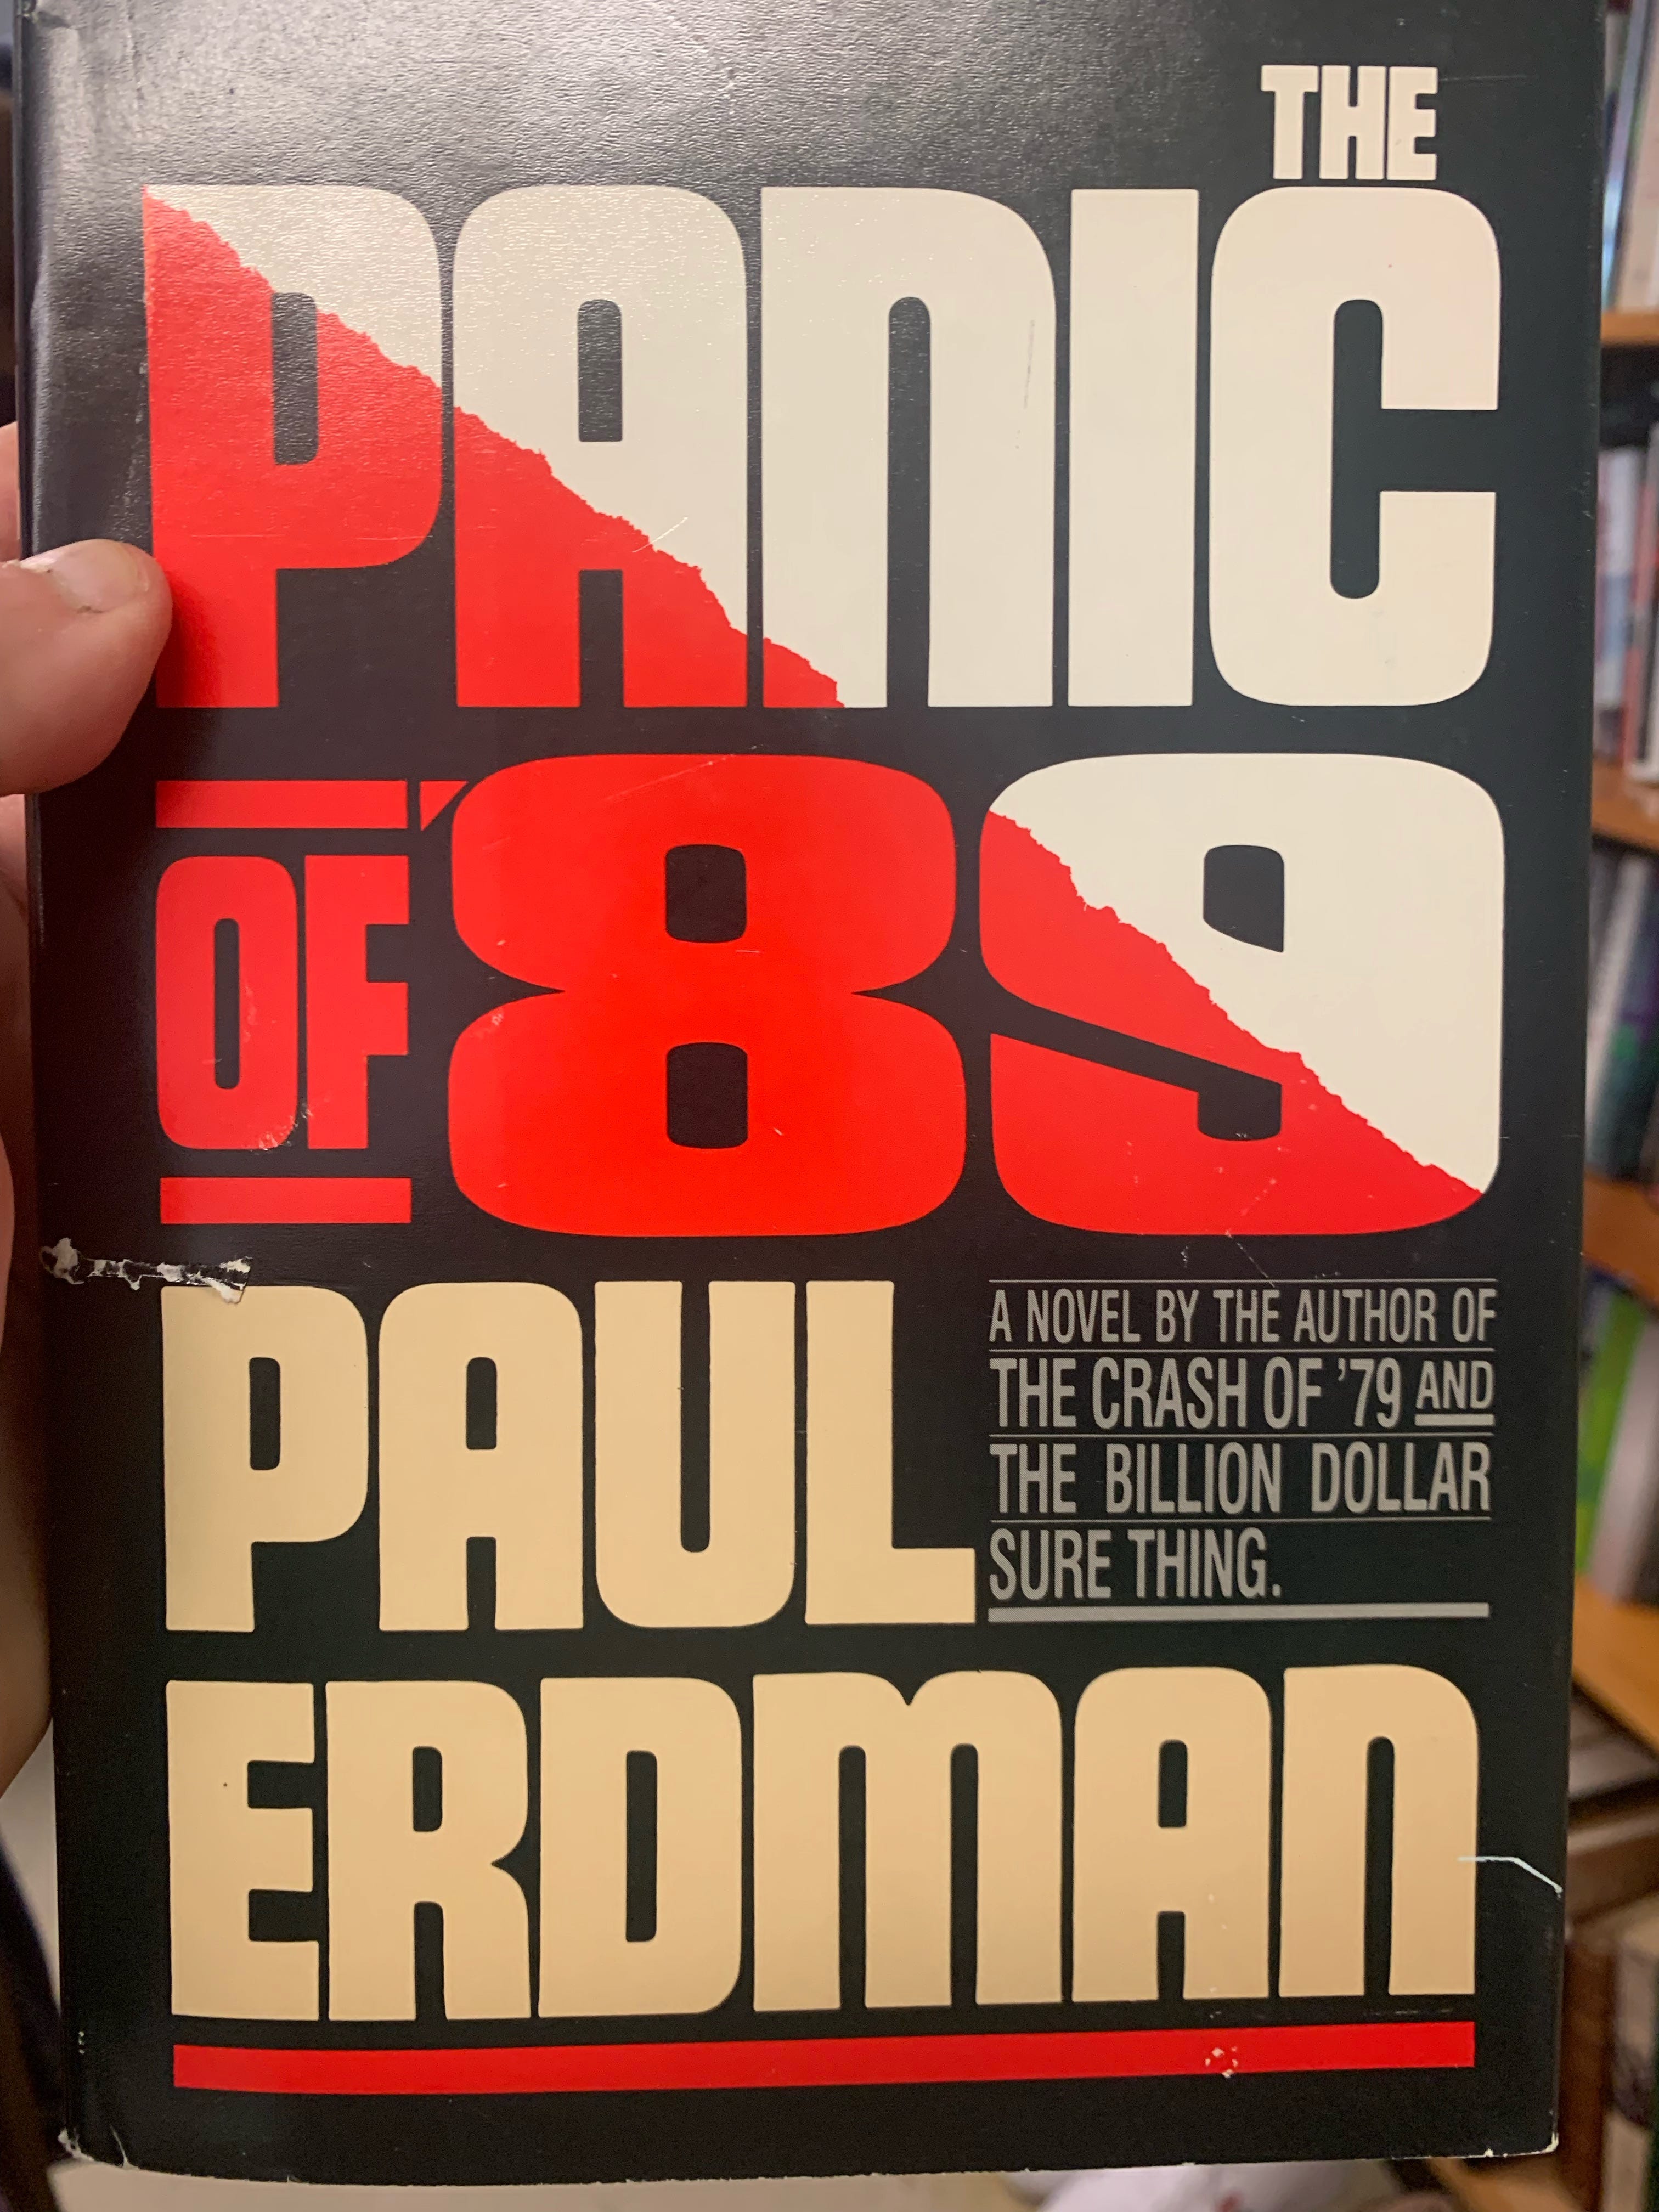 THE
PANIC
OF '89
PAUL
A NOVEL BY THE AUTHOR OF
THE CRASH OF '79 AND
THE BILLION DOLLAR
SURE THING.
ERDMAN